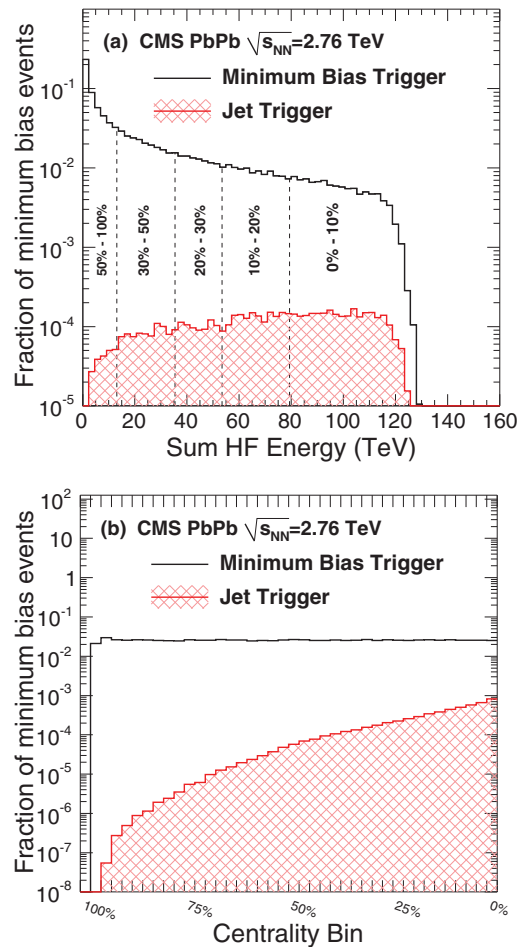 (a) CMS PbPb √s_NN=2.76 TeV
Minimum Bias Trigger
Jet Trigger
Fraction of minimum bias events
10^-1
10^-2
10^-3
10^-4
10^-5
50% - 100%
30% - 50%
20% - 30%
10% - 20%
0% - 10%
0 20 40 60 80 100 120 140 160
Sum HF Energy (TeV)
(b) CMS PbPb √s_NN=2.76 TeV
Minimum Bias Trigger
Jet Trigger
Fraction of minimum bias events
10^2
10
1
10^-1
10^-2
10^-3
10^-4
10^-5
10^-6
10^-7
10^-8
100% 75% 50% 25% 0%
Centrality Bin